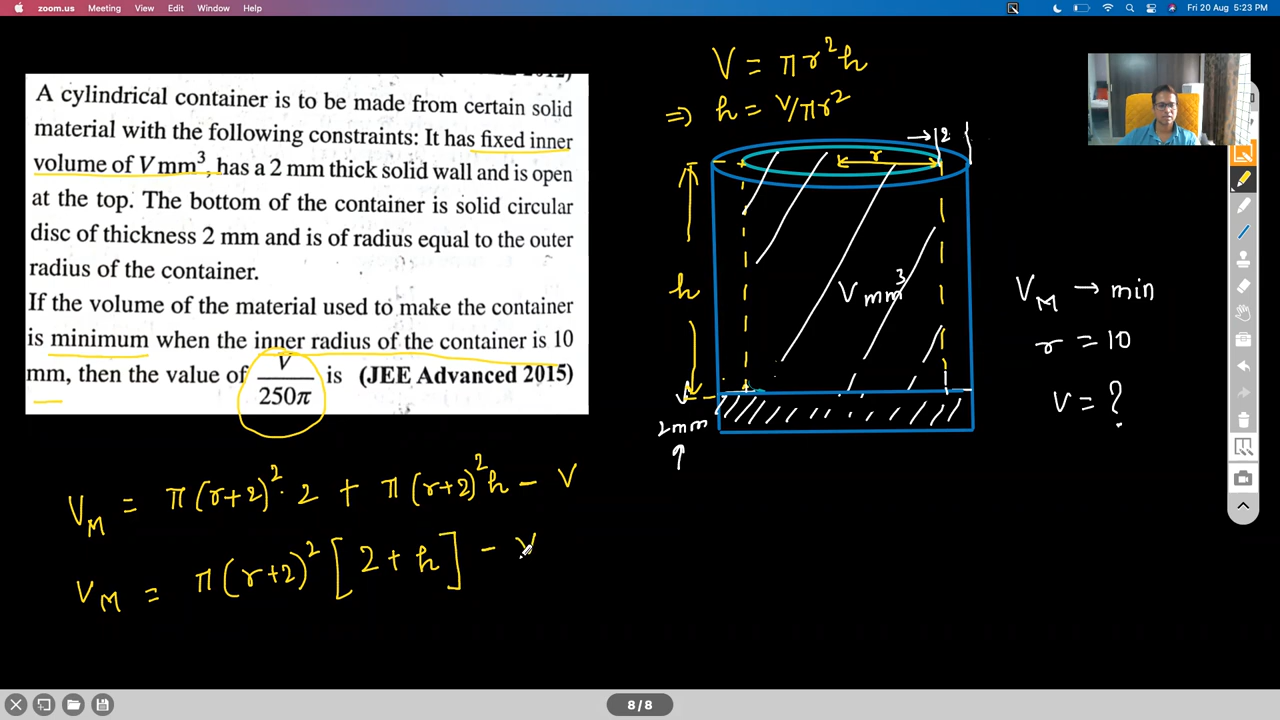 zoom.us Meeting View Edit Window Help Fri 20 Aug 5:23 PM
A cylindrical container is to be made from certain solid
material with the following constraints: It has fixed inner
volume of V mm³, has a 2 mm thick solid wall and is open
at the top. The bottom of the container is solid circular
disc of thickness 2 mm and is of radius equal to the outer
radius of the container.
If the volume of the material used to make the container
is minimum when the inner radius of the container is 10
mm, then the value of V/250π is (JEE Advanced 2015)
V = πr²h
⇒ h = V/πr²
→ 2
r
h
V mm³
2mm
V_M → min
r = 10
V = ?
V_M = π(r+2)²·2 + π(r+2)²h − V
V_M = π(r+2)²[2+h] − V
8/8